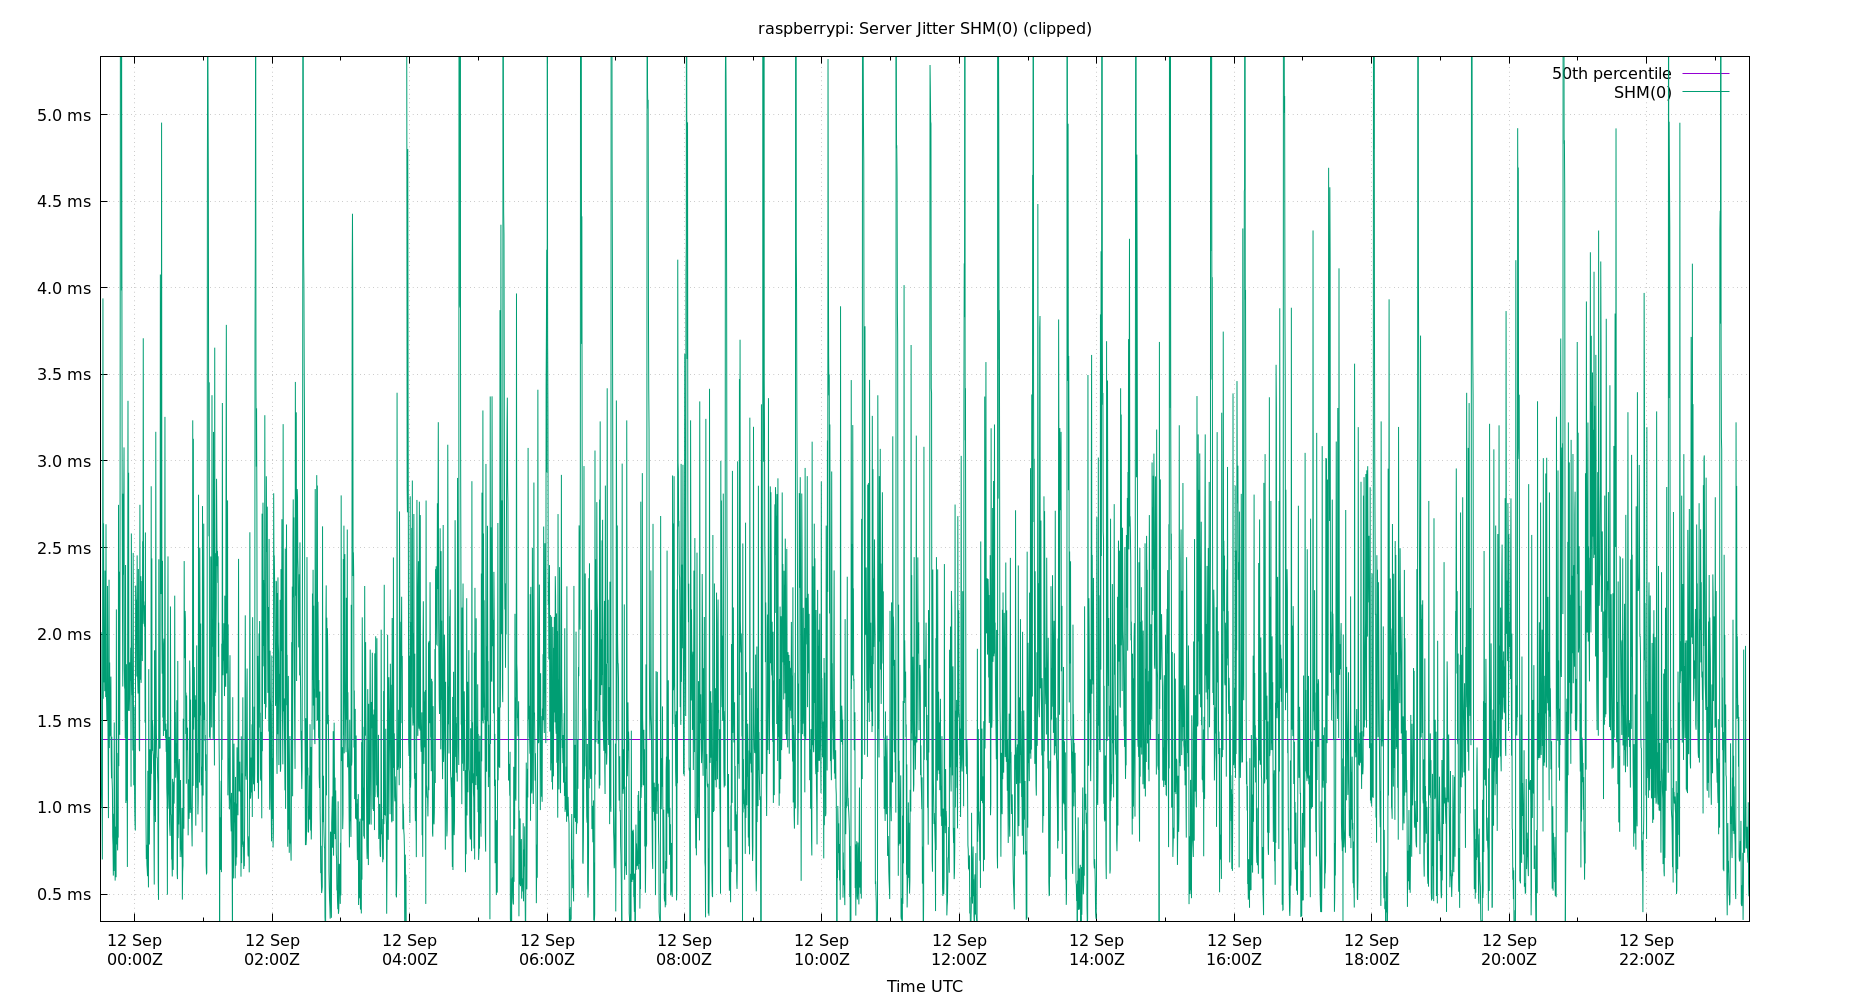 raspberrypi: Server Jitter SHM(0) (clipped)
50th percentile
SHM(0)
5.0 ms
4.5 ms
4.0 ms
3.5 ms
3.0 ms
2.5 ms
2.0 ms
1.5 ms
1.0 ms
0.5 ms
12 Sep 12 Sep 12 Sep 12 Sep 12 Sep 12 Sep 12 Sep 12 Sep 12 Sep 12 Sep 12 Sep 12 Sep
00:00Z 02:00Z 04:00Z 06:00Z 08:00Z 10:00Z 12:00Z 14:00Z 16:00Z 18:00Z 20:00Z 22:00Z
Time UTC